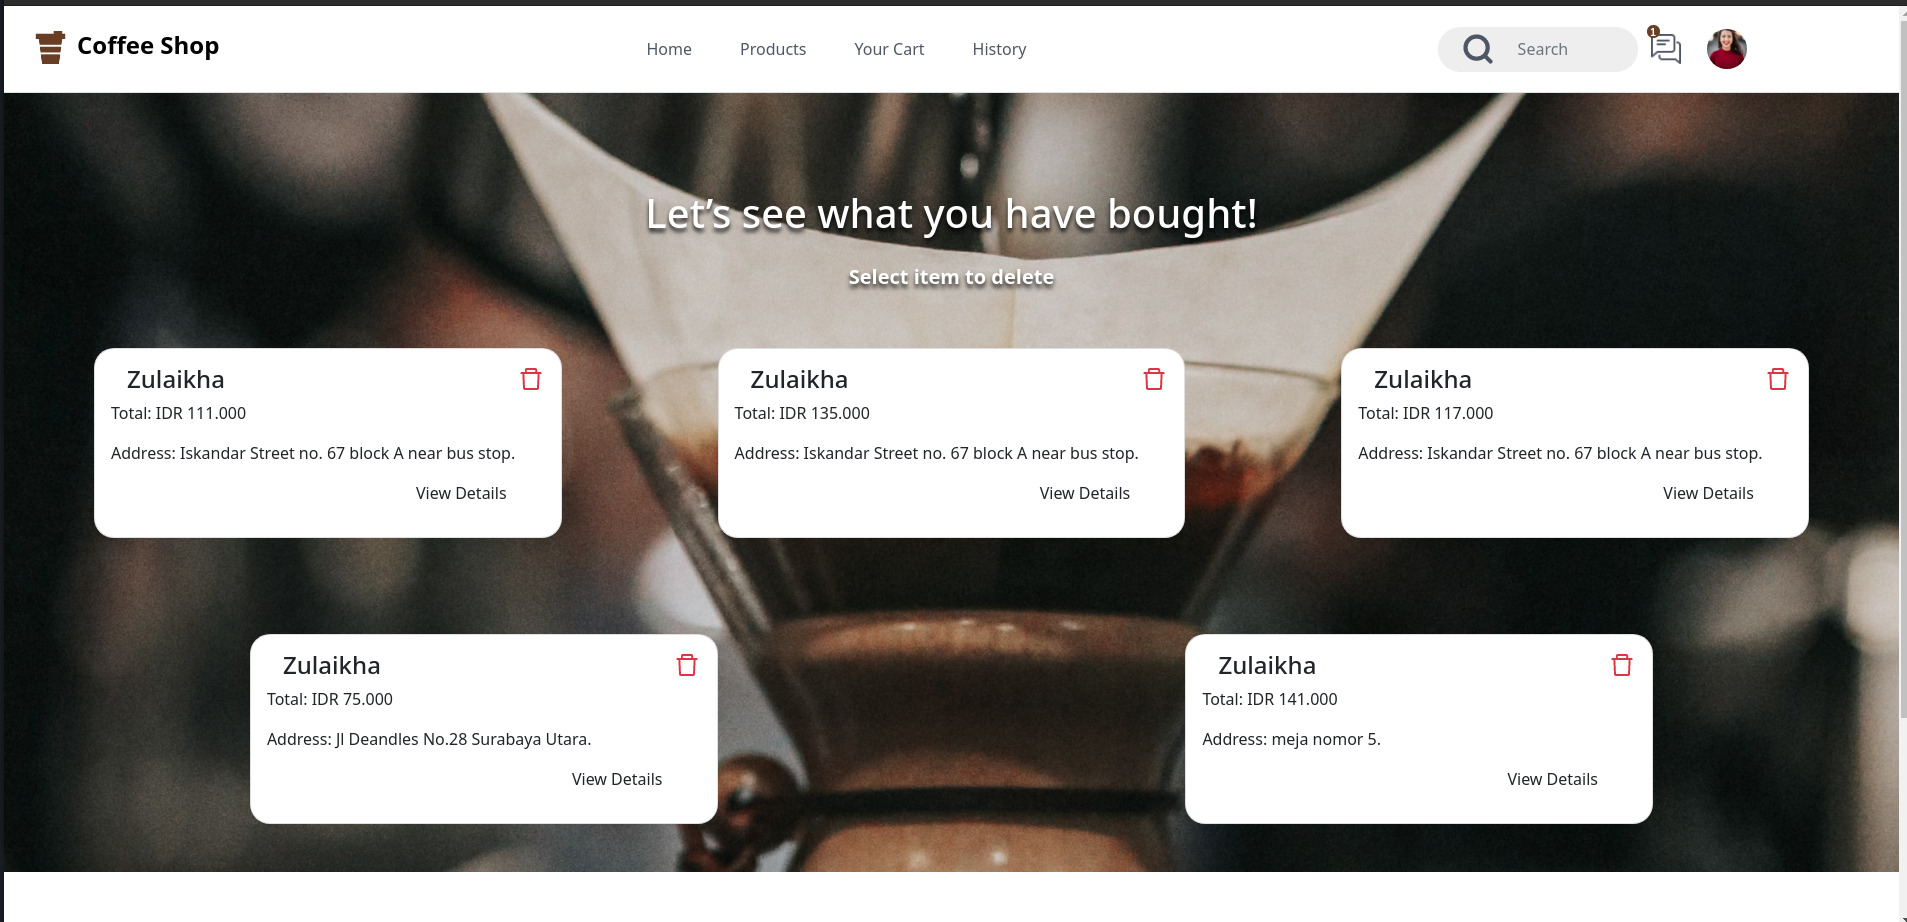 Coffee Shop
Home
Products
Your Cart
History
Search
1
Let’s see what you have bought!
Select item to delete
Zulaikha
Total: IDR 111.000
Address: Iskandar Street no. 67 block A near bus stop.
View Details
Zulaikha
Total: IDR 135.000
Address: Iskandar Street no. 67 block A near bus stop.
View Details
Zulaikha
Total: IDR 117.000
Address: Iskandar Street no. 67 block A near bus stop.
View Details
Zulaikha
Total: IDR 75.000
Address: Jl Deandles No.28 Surabaya Utara.
View Details
Zulaikha
Total: IDR 141.000
Address: meja nomor 5.
View Details